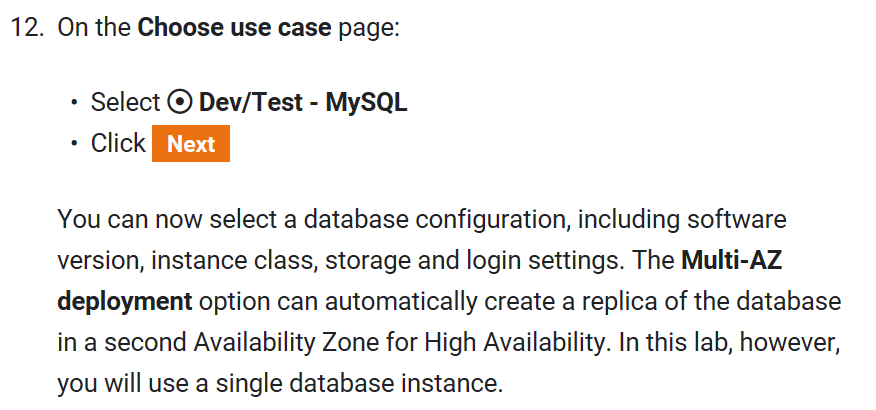 12. On the Choose use case page:
• Select Dev/Test - MySQL
• Click Next
You can now select a database configuration, including software
version, instance class, storage and login settings. The Multi-AZ
deployment option can automatically create a replica of the database
in a second Availability Zone for High Availability. In this lab, however,
you will use a single database instance.